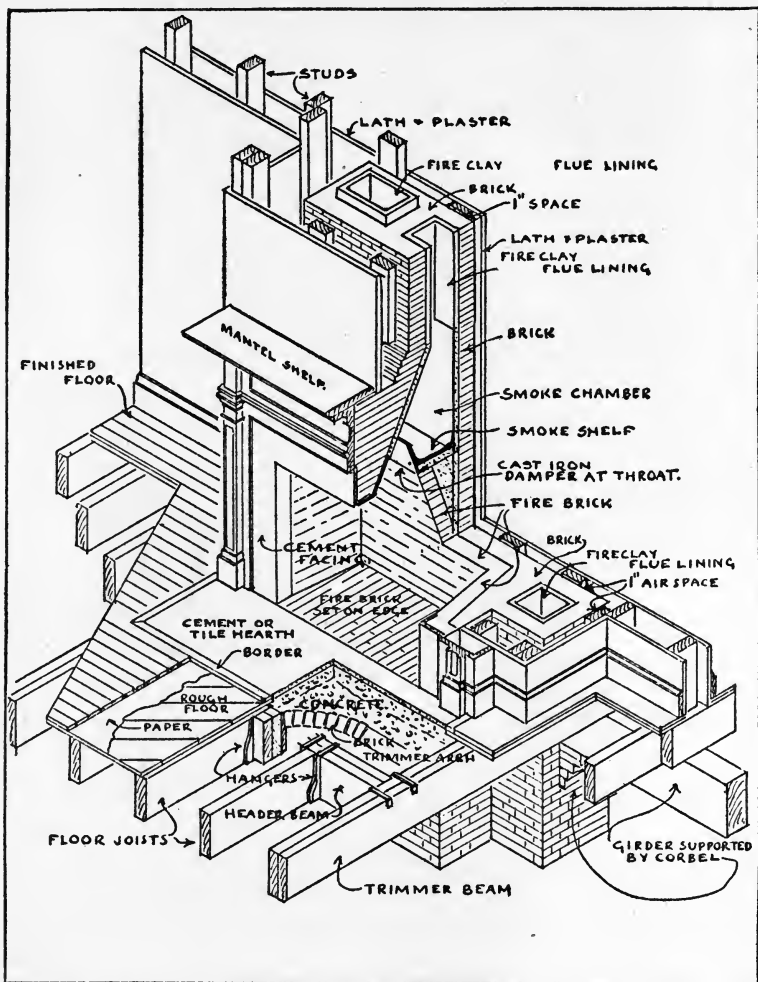 STUDS
LATH & PLASTER
FIRE CLAY FLUE LINING
BRICK
1" SPACE
LATH & PLASTER
FIRE CLAY
FLUE LINING
MANTEL SHELF.
BRICK
FINISHED
FLOOR
SMOKE CHAMBER
SMOKE SHELF
CAST IRON
DAMPER AT THROAT.
FIRE BRICK
CEMENT
FACING
BRICK
FIRECLAY
FLUE LINING
1" AIR SPACE
FIRE BRICK
SET ON EDGE
CEMENT OR
TILE HEARTH
BORDER
ROUGH
FLOOR
PAPER
CONCRETE
BRICK
TRIMMER ARCH
HANGERS
HEADER BEAM
FLOOR JOISTS
GIRDER SUPPORTED
BY CORBEL
TRIMMER BEAM